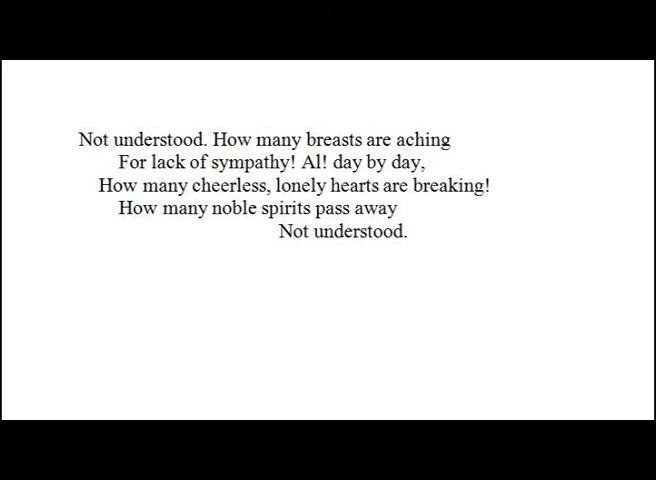 Not understood. How many breasts are aching
For lack of sympathy! Al! day by day,
How many cheerless, lonely hearts are breaking!
How many noble spirits pass away
Not understood.